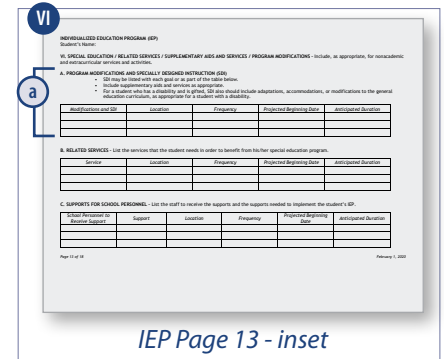 VI
INDIVIDUALIZED EDUCATION PROGRAM (IEP)
Student's Name:
VI. SPECIAL EDUCATION / RELATED SERVICES / SUPPLEMENTARY AIDS AND SERVICES / PROGRAM MODIFICATIONS - Include, as appropriate, for nonacademic
and extracurricular services and activities.
a
A. PROGRAM MODIFICATIONS AND SPECIALLY DESIGNED INSTRUCTION (SDI)
• SDI may be listed with each goal or as part of the table below.
• Include supplementary aids and services as appropriate.
• For a student who has a disability and is gifted, SDI also should include adaptations, accommodations, or modifications to the general
education curriculum, as appropriate for a student with a disability.
Modifications and SDI Location Frequency Projected Beginning Date Anticipated Duration
B. RELATED SERVICES - List the services that the student needs in order to benefit from his/her special education program.
Service Location Frequency Projected Beginning Date Anticipated Duration
C. SUPPORTS FOR SCHOOL PERSONNEL - List the staff to receive the supports and the supports needed to implement the student's IEP.
School Personnel to Receive Support Support Location Frequency Projected Beginning Date Anticipated Duration
Page 13 of 18 February 1, 2020
IEP Page 13 - inset